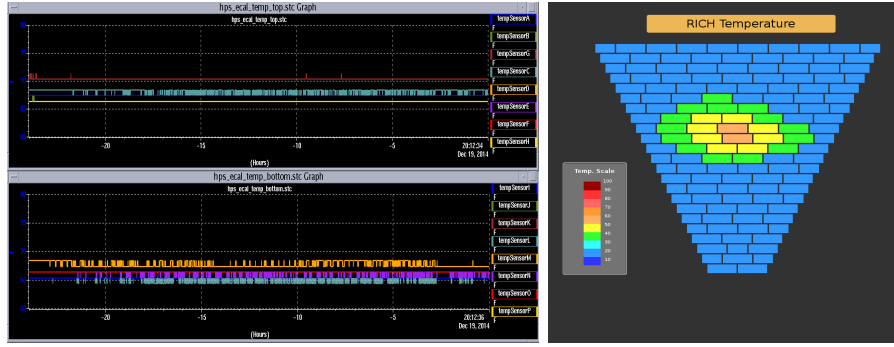 hps_ecal_temp_top.stc Graph
hps_ecal_temp_top.stc
tempSensorA
F
tempSensorB
F
tempSensorG
F
tempSensorC
F
tempSensorD
F
tempSensorE
F
tempSensorF
F
tempSensorH
F
-20
-15
-10
-5
20:12:34
Dec 19, 2014
(Hours)
hps_ecal_temp_bottom.stc Graph
hps_ecal_temp_bottom.stc
tempSensorI
F
tempSensorJ
F
tempSensorK
F
tempSensorL
F
tempSensorM
F
tempSensorN
F
tempSensorO
F
tempSensorP
F
-20
-15
-10
-5
20:12:36
Dec 19, 2014
(Hours)
RICH Temperature
Temp. Scale
100
90
80
70
60
50
40
30
20
10